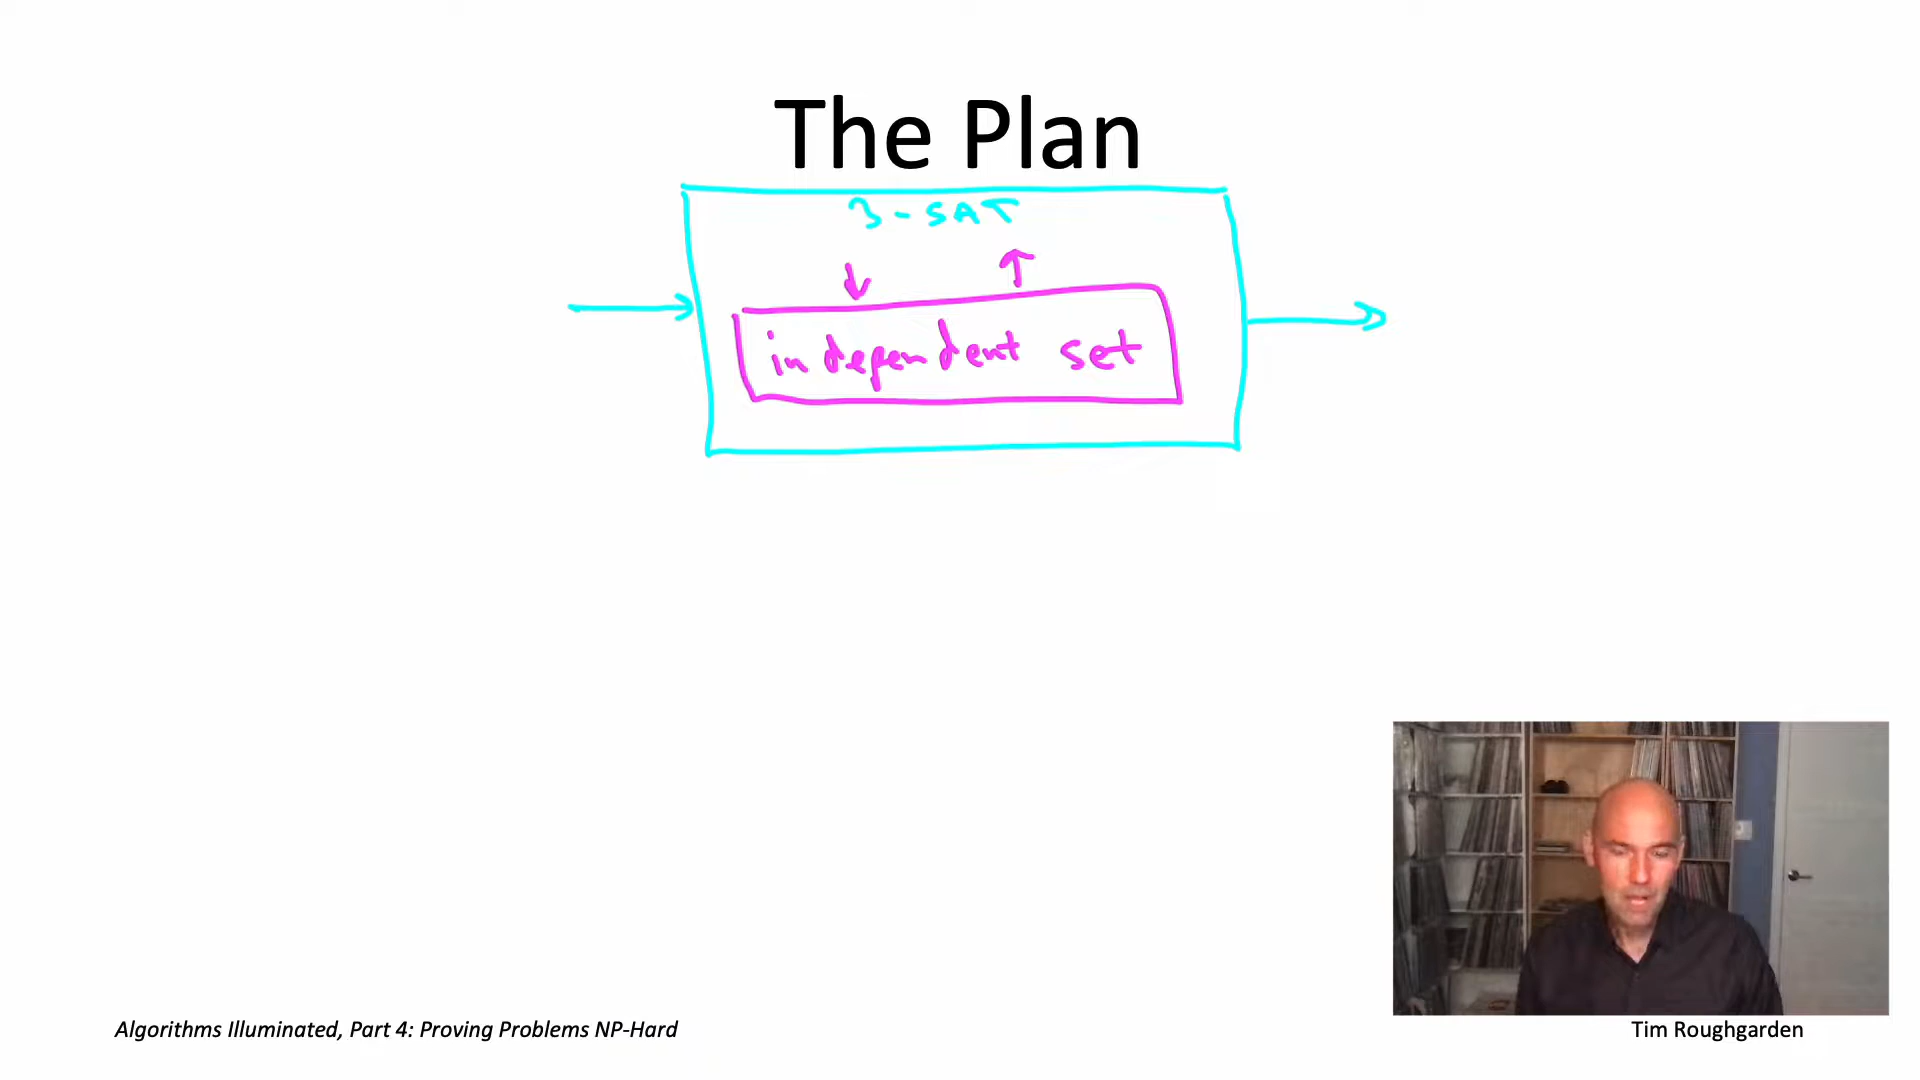 The Plan
3-SAT
independent set
Algorithms Illuminated, Part 4: Proving Problems NP-Hard
Tim Roughgarden